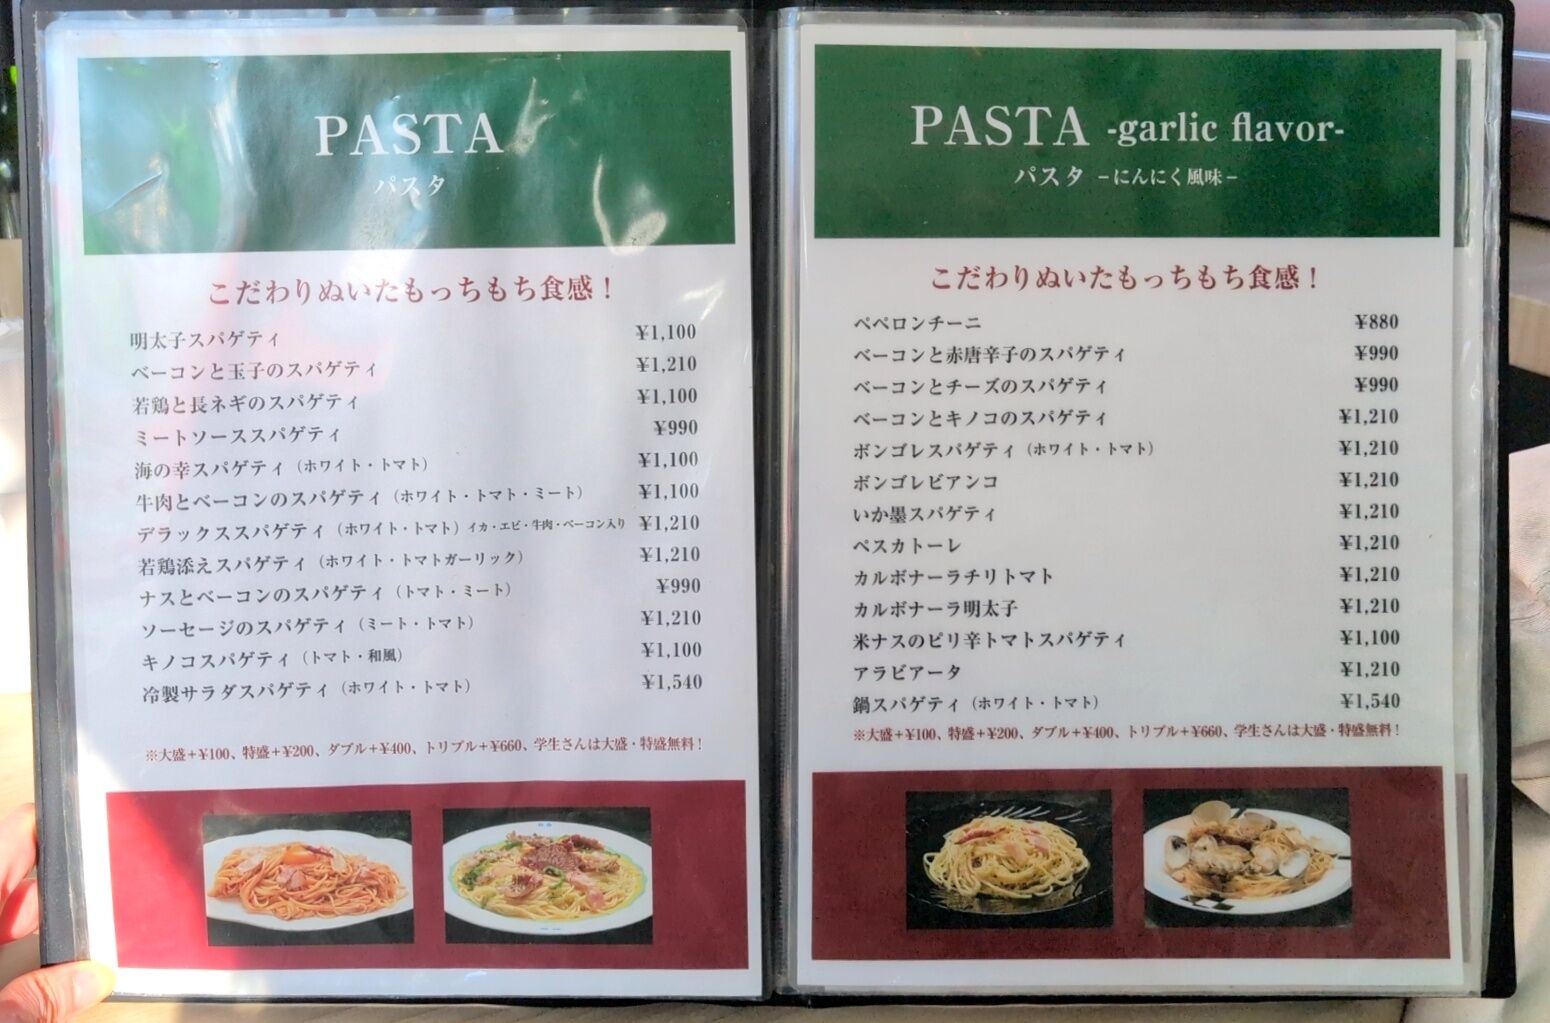 PASTA
パスタ
こだわりぬいたもっちもち食感！
明太子スパゲティ ¥1,100
ベーコンと玉子のスパゲティ ¥1,210
若鶏と長ネギのスパゲティ ¥1,100
ミートソーススパゲティ ¥990
海の幸スパゲティ（ホワイト・トマト） ¥1,100
牛肉とベーコンのスパゲティ（ホワイト・トマト・ミート） ¥1,100
デラックススパゲティ（ホワイト・トマト）イカ・エビ・牛肉・ベーコン入り ¥1,210
若鶏添えスパゲティ（ホワイト・トマトガーリック） ¥1,210
ナスとベーコンのスパゲティ（トマト・ミート） ¥990
ソーセージのスパゲティ（ミート・トマト） ¥1,210
キノコスパゲティ（トマト・和風） ¥1,100
冷製サラダスパゲティ（ホワイト・トマト） ¥1,540
※大盛＋¥100、特盛＋¥200、ダブル＋¥400、トリプル＋¥660、学生さんは大盛・特盛無料！
PASTA -garlic flavor-
パスタ −にんにく風味−
こだわりぬいたもっちもち食感！
ペペロンチーニ ¥880
ベーコンと赤唐辛子のスパゲティ ¥990
ベーコンとチーズのスパゲティ ¥990
ベーコンとキノコのスパゲティ ¥1,210
ボンゴレスパゲティ（ホワイト・トマト） ¥1,210
ボンゴレビアンコ ¥1,210
いか墨スパゲティ ¥1,210
ペスカトーレ ¥1,210
カルボナーラチリトマト ¥1,210
カルボナーラ明太子 ¥1,210
米ナスのピリ辛トマトスパゲティ ¥1,100
アラビアータ ¥1,210
鍋スパゲティ（ホワイト・トマト） ¥1,540
※大盛＋¥100、特盛＋¥200、ダブル＋¥400、トリプル＋¥660、学生さんは大盛・特盛無料！